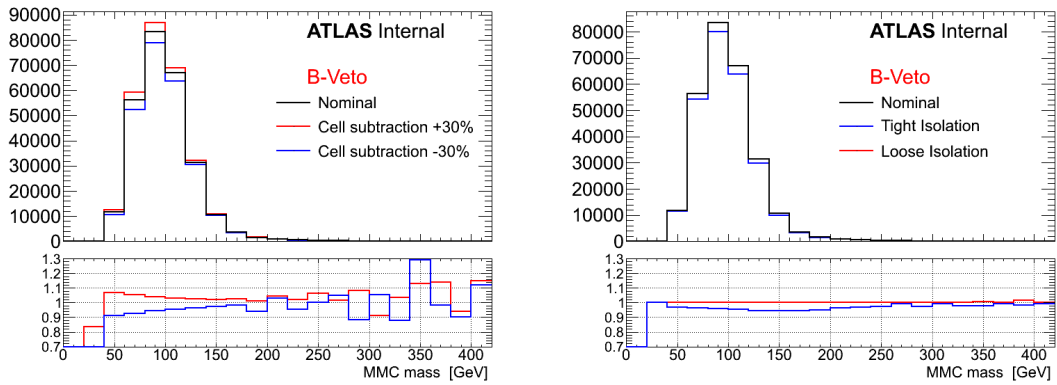 90000
80000
70000
60000
50000
40000
30000
20000
10000
0
ATLAS Internal
B-Veto
Nominal
Cell subtraction +30%
Cell subtraction -30%
1.3
1.2
1.1
1
0.9
0.8
0.7
0 50 100 150 200 250 300 350 400
MMC mass [GeV]
80000
70000
60000
50000
40000
30000
20000
10000
0
ATLAS Internal
B-Veto
Nominal
Tight Isolation
Loose Isolation
1.3
1.2
1.1
1
0.9
0.8
0.7
0 50 100 150 200 250 300 350 400
MMC mass [GeV]